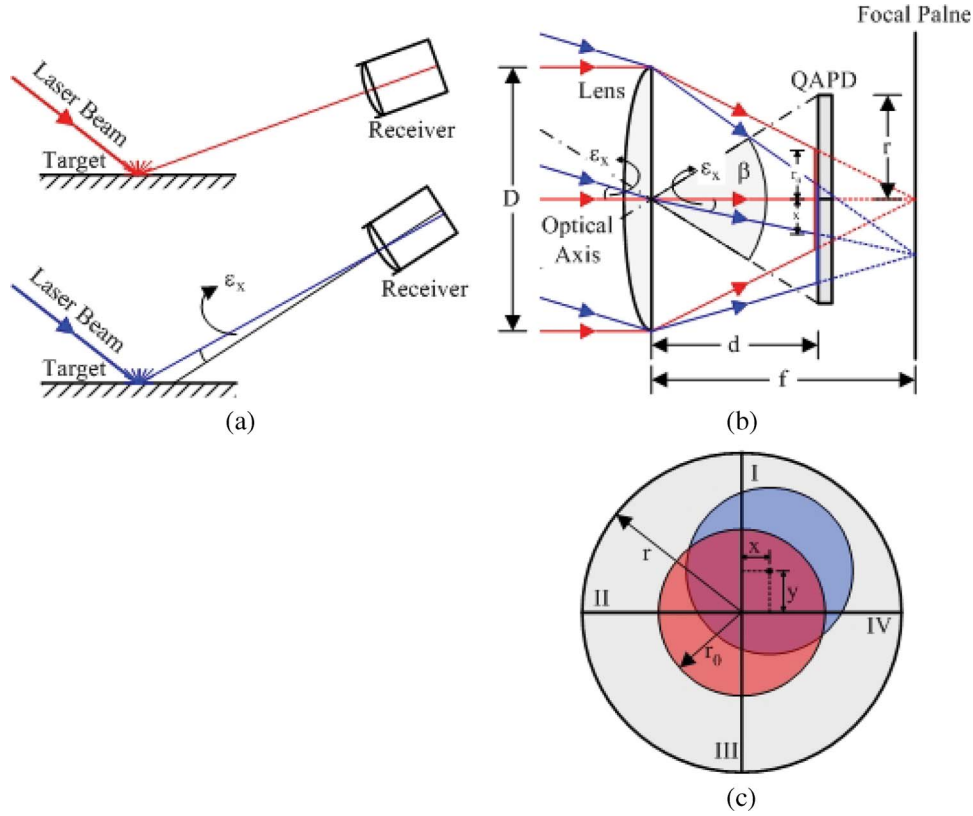 Laser Beam
Target
Receiver
Laser Beam
εx
Target
Receiver
(a)
Focal Palne
Lens
QAPD
r
εx
εx
β
r₀
x
D
Optical
Axis
d
f
(b)
I
r
x
y
II
IV
r₀
III
(c)